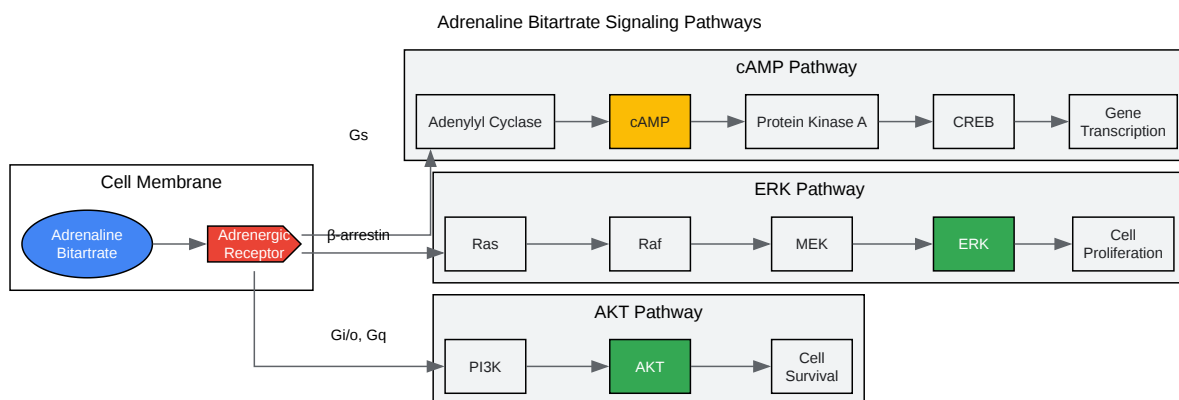 Adrenaline Bitartrate Signaling Pathways
cAMP Pathway
Adenylyl Cyclase
cAMP
Protein Kinase A
CREB
Gene
Transcription
Gs
Cell Membrane
Adrenaline
Bitartrate
Adrenergic
Receptor
β-arrestin
ERK Pathway
Ras
Raf
MEK
ERK
Cell
Proliferation
Gi/o, Gq
AKT Pathway
PI3K
AKT
Cell
Survival